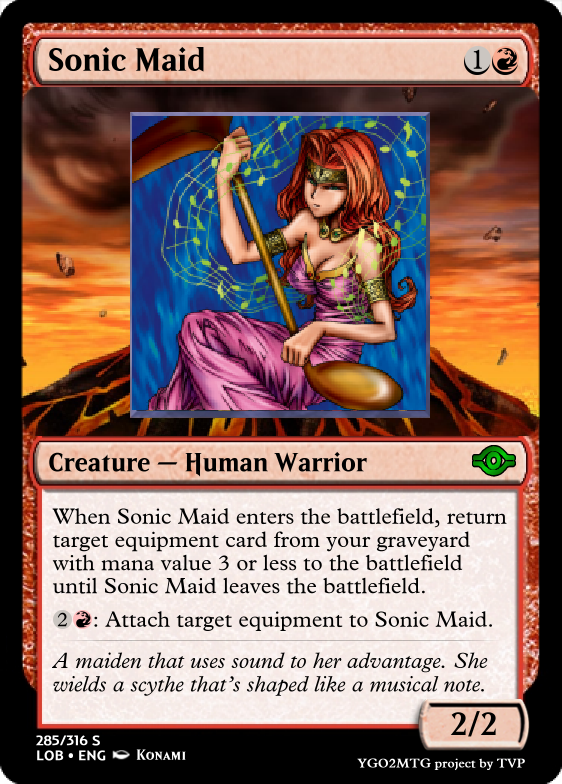 Sonic Maid 1
Creature — Human Warrior
When Sonic Maid enters the battlefield, return
target equipment card from your graveyard
with mana value 3 or less to the battlefield
until Sonic Maid leaves the battlefield.
2 : Attach target equipment to Sonic Maid.
A maiden that uses sound to her advantage. She
wields a scythe that's shaped like a musical note.
2/2
285/316 S
LOB • ENG Konami
YGO2MTG project by TVP